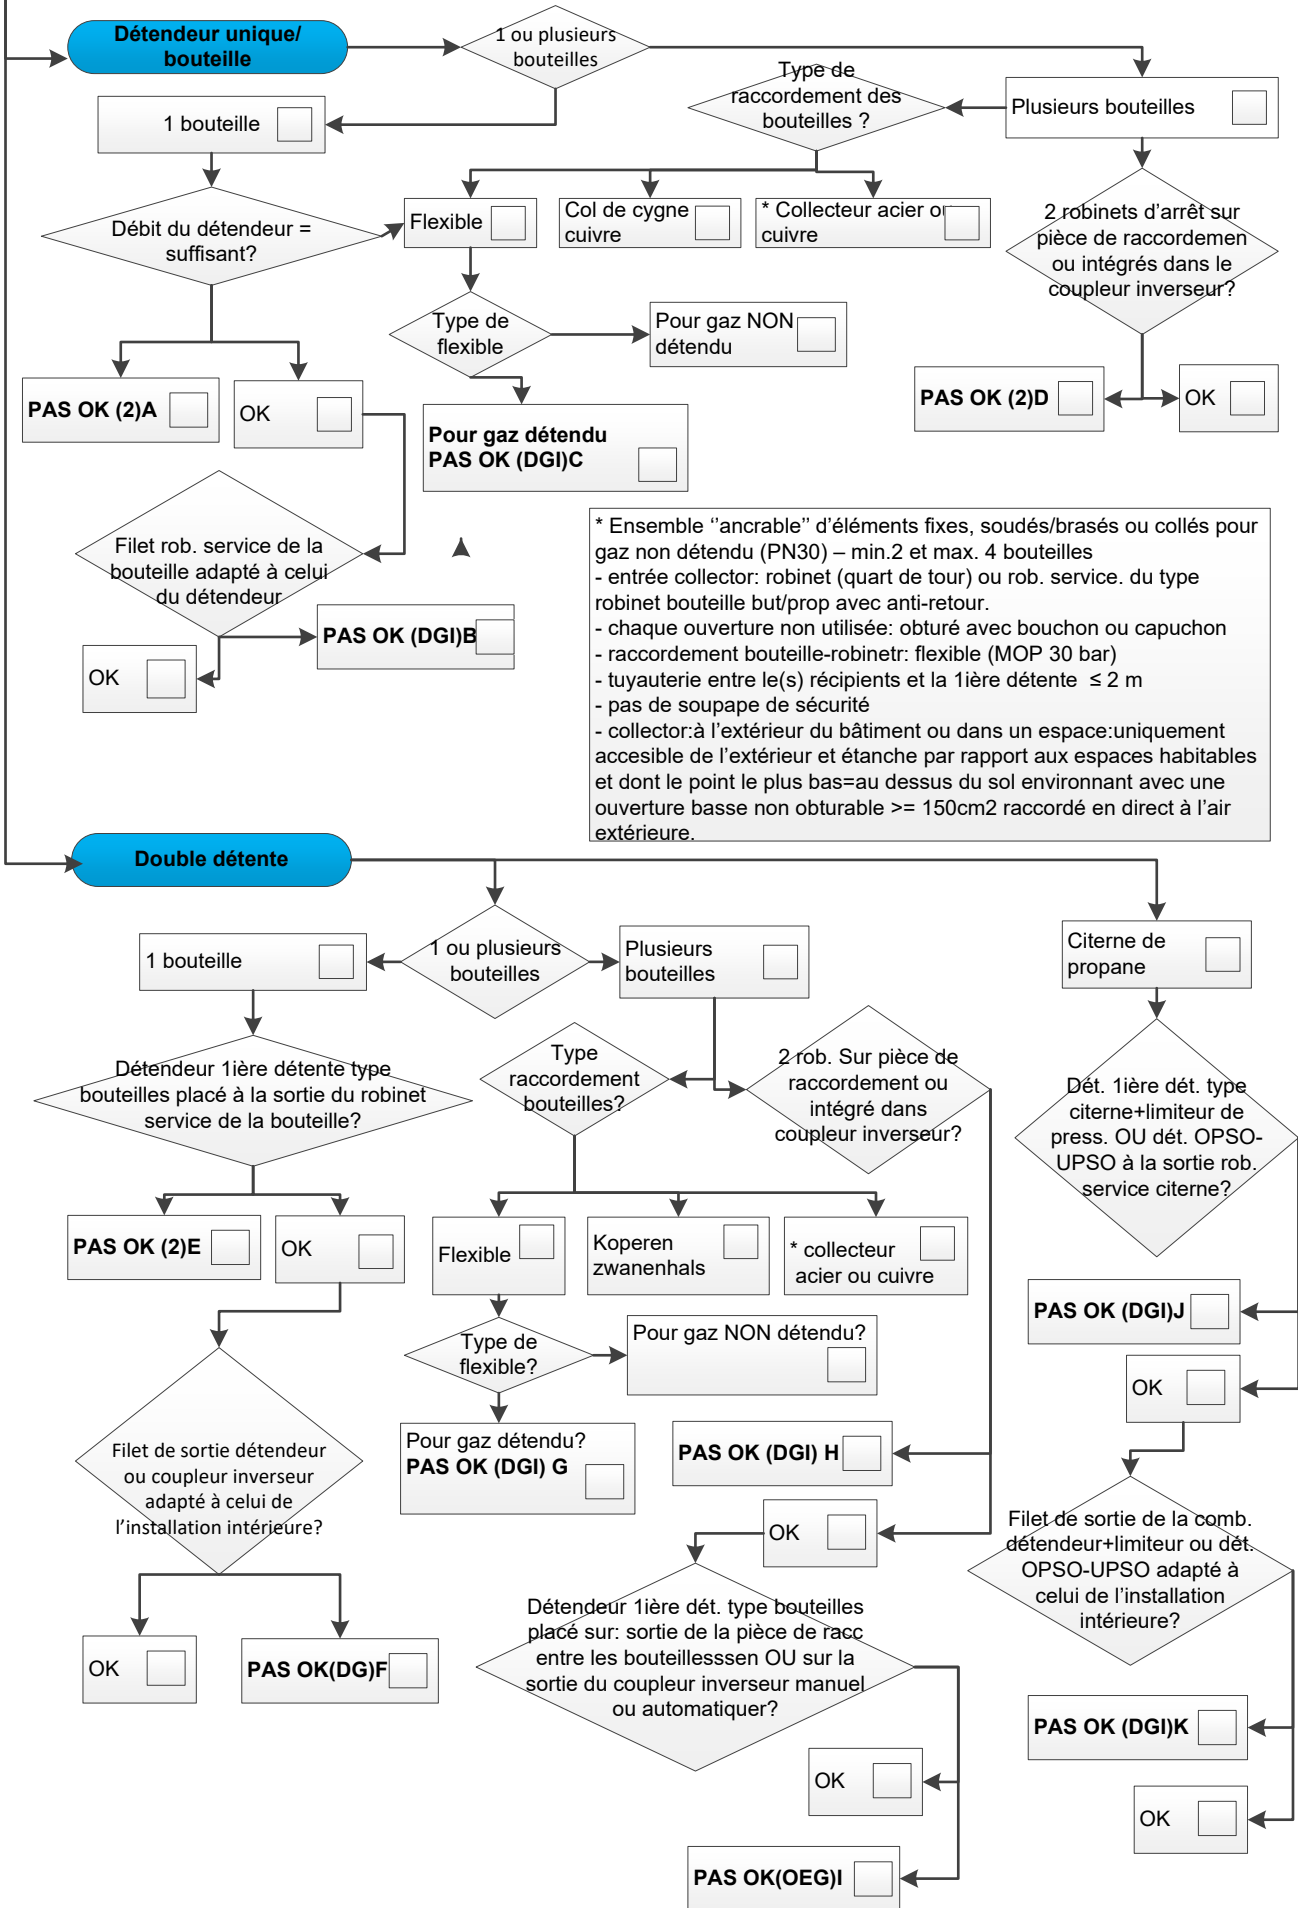 Détendeur unique/
bouteille
1 ou plusieurs
bouteilles
Type de
raccordement des
bouteilles ?
Plusieurs bouteilles
1 bouteille
Débit du détendeur =
suffisant?
Flexible
Col de cygne
cuivre
* Collecteur acier ou
cuivre
2 robinets d’arrêt sur
pièce de raccordemen
ou intégrés dans le
coupleur inverseur?
Type de
flexible
Pour gaz NON
détendu
PAS OK (2)A
OK
Pour gaz détendu
PAS OK (DGI)C
PAS OK (2)D
OK
Filet rob. service de la
bouteille adapté à celui
du détendeur
PAS OK (DGI)B
OK
* Ensemble ‘’ancrable’’ d’éléments fixes, soudés/brasés ou collés pour
gaz non détendu (PN30) – min.2 et max. 4 bouteilles
- entrée collector: robinet (quart de tour) ou rob. service. du type
robinet bouteille but/prop avec anti-retour.
- chaque ouverture non utilisée: obturé avec bouchon ou capuchon
- raccordement bouteille-robinetr: flexible (MOP 30 bar)
- tuyauterie entre le(s) récipients et la 1ière détente ≤ 2 m
- pas de soupape de sécurité
- collector:à l’extérieur du bâtiment ou dans un espace:uniquement
accesible de l’extérieur et étanche par rapport aux espaces habitables
et dont le point le plus bas=au dessus du sol environnant avec une
ouverture basse non obturable >= 150cm2 raccordé en direct à l’air
extérieure.
Double détente
1 bouteille
1 ou plusieurs
bouteilles
Plusieurs
bouteilles
Citerne de
propane
Détendeur 1ière détente type
bouteilles placé à la sortie du robinet
service de la bouteille?
Type
raccordement
bouteilles?
2 rob. Sur pièce de
raccordement ou
intégré dans
coupleur inverseur?
Dét. 1ière dét. type
citerne+limiteur de
press. OU dét. OPSO-
UPSO à la sortie rob.
service citerne?
PAS OK (2)E
OK
Flexible
Koperen
zwanenhals
* collecteur
acier ou cuivre
PAS OK (DGI)J
Type de
flexible?
Pour gaz NON détendu?
OK
Filet de sortie détendeur
ou coupleur inverseur
adapté à celui de
l’installation intérieure?
Pour gaz détendu?
PAS OK (DGI) G
PAS OK (DGI) H
OK
Filet de sortie de la comb.
détendeur+limiteur ou dét.
OPSO-UPSO adapté à
celui de l’installation
intérieure?
Détendeur 1ière dét. type bouteilles
placé sur: sortie de la pièce de racc
entre les bouteillesssen OU sur la
sortie du coupleur inverseur manuel
ou automatiquer?
OK
PAS OK(DG)F
PAS OK (DGI)K
OK
OK
PAS OK(OEG)I